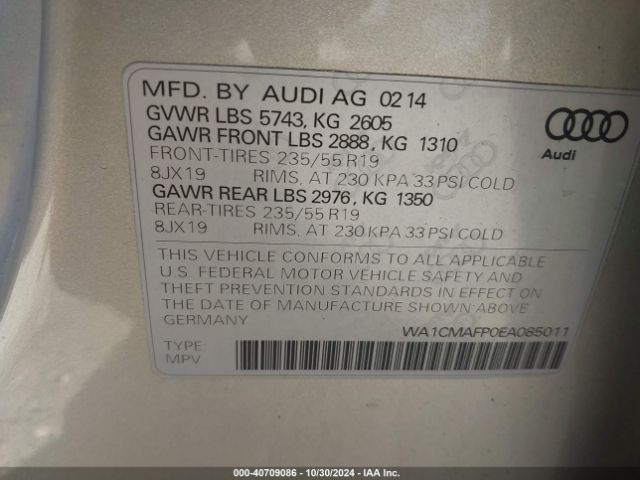 MFD. BY AUDI AG 02 14
GVWR LBS 5743, KG 2605
GAWR FRONT LBS 2888, KG 1310
FRONT-TIRES 235/55 R19
8JX19 RIMS, AT 230 KPA 33 PSI COLD
GAWR REAR LBS 2976, KG 1350
REAR-TIRES 235/55 R19
8JX19 RIMS, AT 230 KPA 33 PSI COLD
Audi
THIS VEHICLE CONFORMS TO ALL APPLICABLE
U.S. FEDERAL MOTOR VEHICLE SAFETY AND
THEFT PREVENTION STANDARDS IN EFFECT ON
THE DATE OF MANUFACTURE SHOWN ABOVE
GERMANY
WA1CMAFP0EA085011
TYPE
MPV
000-40709086 - 10/30/2024 - IAA Holdings, LLC.